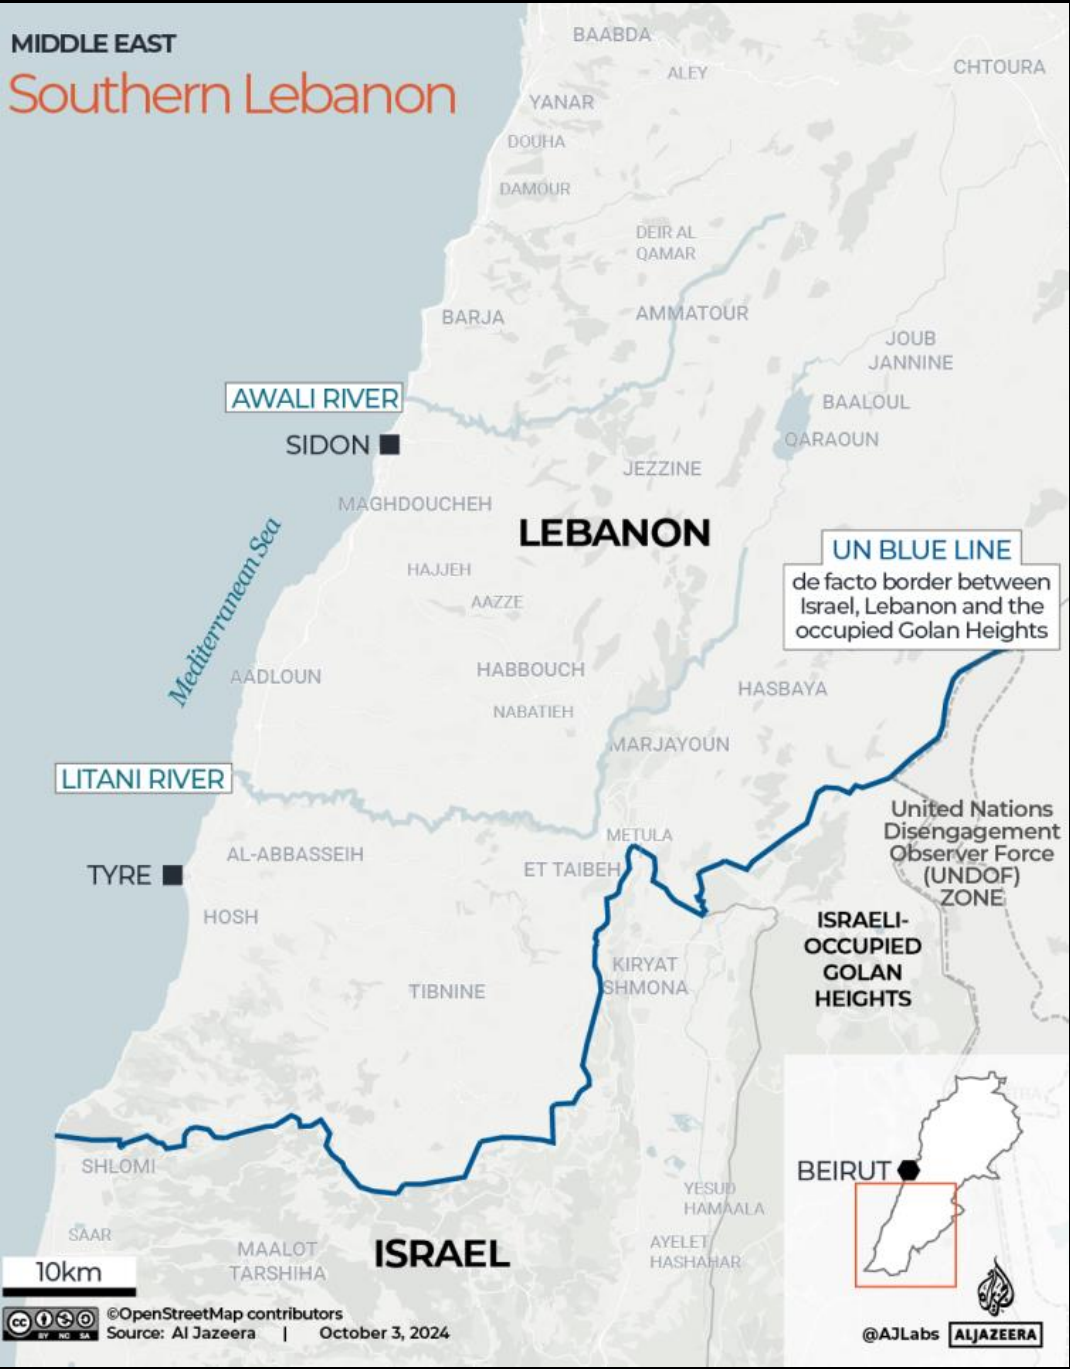 MIDDLE EAST
Southern Lebanon
BAABDA
ALEY
CHTOURA
YANAR
DOUHA
DAMOUR
DEIR AL
QAMAR
BARJA
AMMATOUR
JOUB
JANNINE
AWALI RIVER
BAALOUL
SIDON
QARAOUN
JEZZINE
MAGHDOUCHEH
LEBANON
Mediterranean Sea
UN BLUE LINE
de facto border between
Israel, Lebanon and the
occupied Golan Heights
HAJJEH
AAZZE
AADLOUN
HABBOUCH
HASBAYA
NABATIEH
MARJAYOUN
LITANI RIVER
United Nations
Disengagement
Observer Force
(UNDOF)
ZONE
METULA
AL-ABBASSEIH
ET TAIBEH
TYRE
HOSH
ISRAELI-
OCCUPIED
GOLAN
HEIGHTS
KIRYAT
SHMONA
TIBNINE
SHLOMI
BEIRUT
YESUD
HAMAALA
SAAR
MAALOT
TARSHIHA
ISRAEL
AYELET
HASHAHAR
10km
CC BY NC SA
©OpenStreetMap contributors
Source: Al Jazeera | October 3, 2024
@AJLabs ALJAZEERA